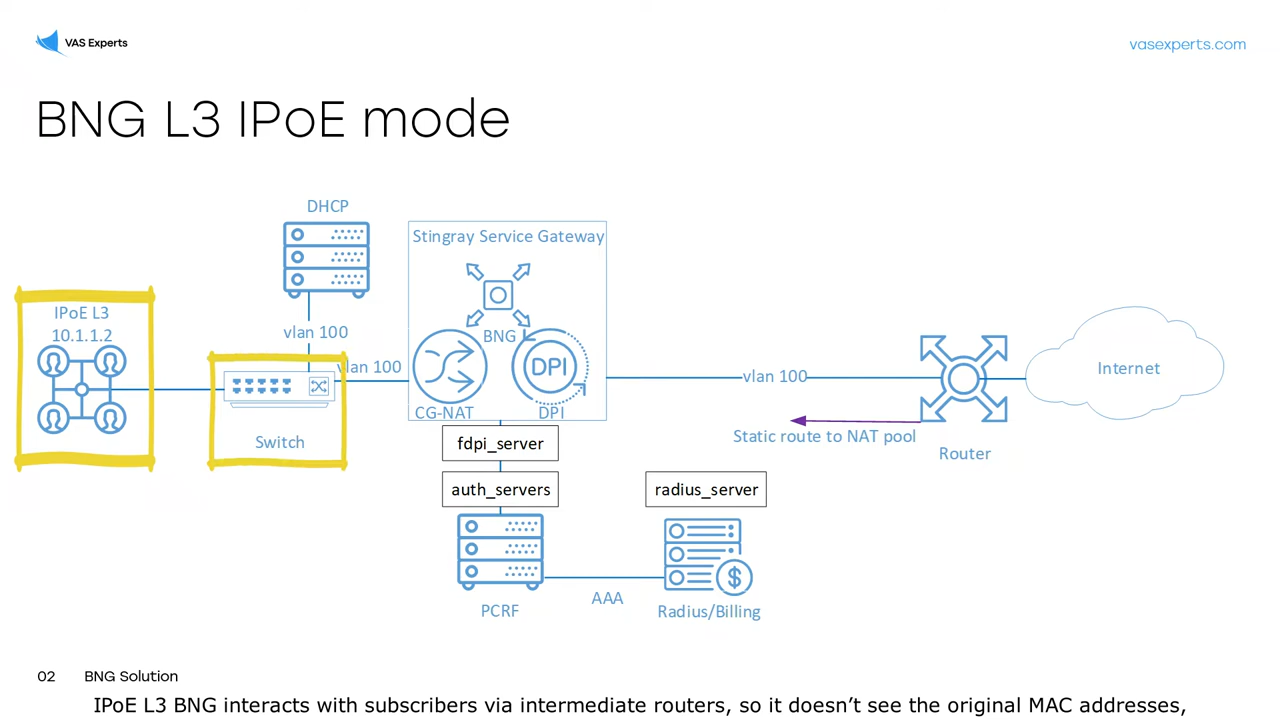 VAS Experts
vasexperts.com
BNG L3 IPoE mode
DHCP
Stingray Service Gateway
IPoE L3
10.1.1.2
vlan 100
BNG
vlan 100
DPI
vlan 100
Internet
CG-NAT
DPI
Static route to NAT pool
Switch
fdpi_server
Router
auth_servers
radius_server
AAA
PCRF
Radius/Billing
$
02
BNG Solution
IPoE L3 BNG interacts with subscribers via intermediate routers, so it doesn't see the original MAC addresses,